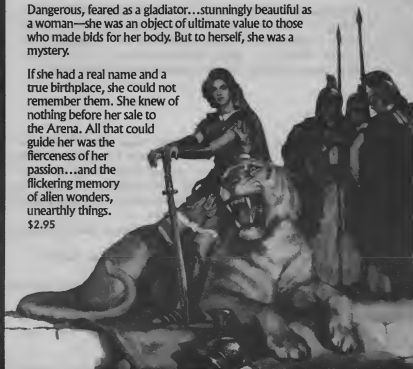 Dangerous, feared as a gladiator...stunningly beautiful as
a woman—she was an object of ultimate value to those
who made bids for her body. But to herself, she was a
mystery.
If she had a real name and a
true birthplace, she could not
remember them. She knew of
nothing before her sale to
the Arena. All that could
guide her was the
fierceness of her
passion...and the
flickering memory
of alien wonders,
unearthly things.
$2.95